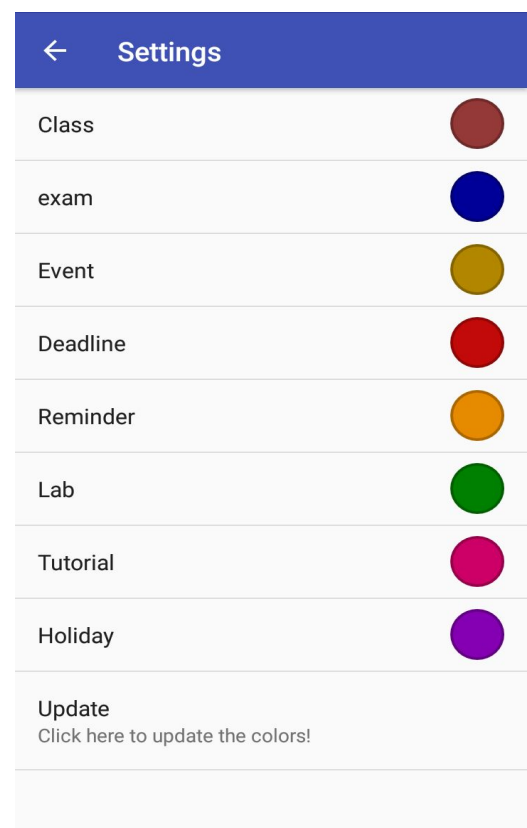 Settings
Class
exam
Event
Deadline
Reminder
Lab
Tutorial
Holiday
Update
Click here to update the colors!